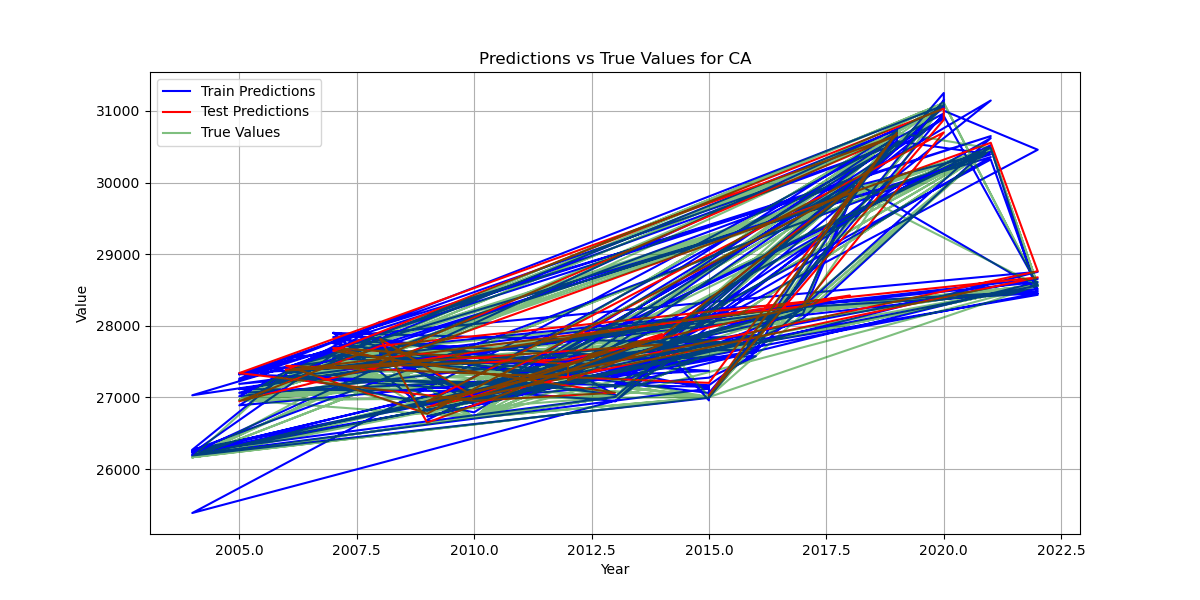 Predictions vs True Values for CA
Train Predictions
Test Predictions
True Values
31000
30000
29000
28000
27000
26000
Value
2005.0 2007.5 2010.0 2012.5 2015.0 2017.5 2020.0 2022.5
Year